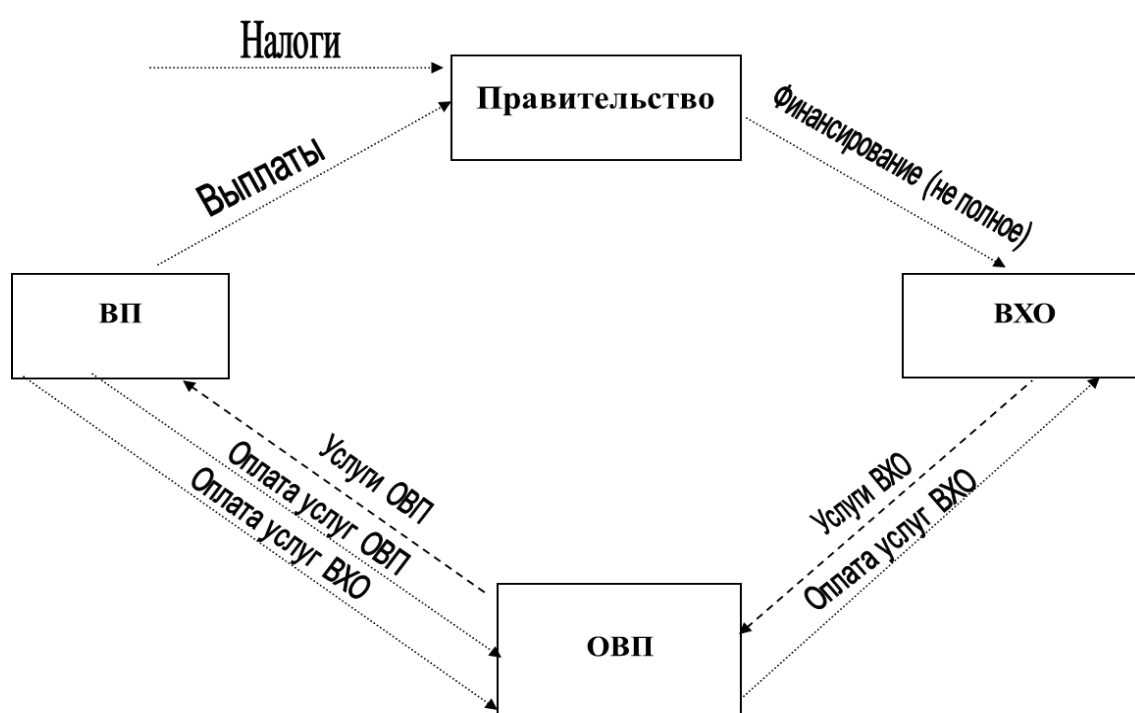 Налоги
Правительство
Финансирование (не полное)
Выплаты
ВП
ВХО
Услуги ОВП
Оплата услуг ОВП
Оплата услуг ВХО
Услуги ВХО
Оплата услуг ВХО
ОВП